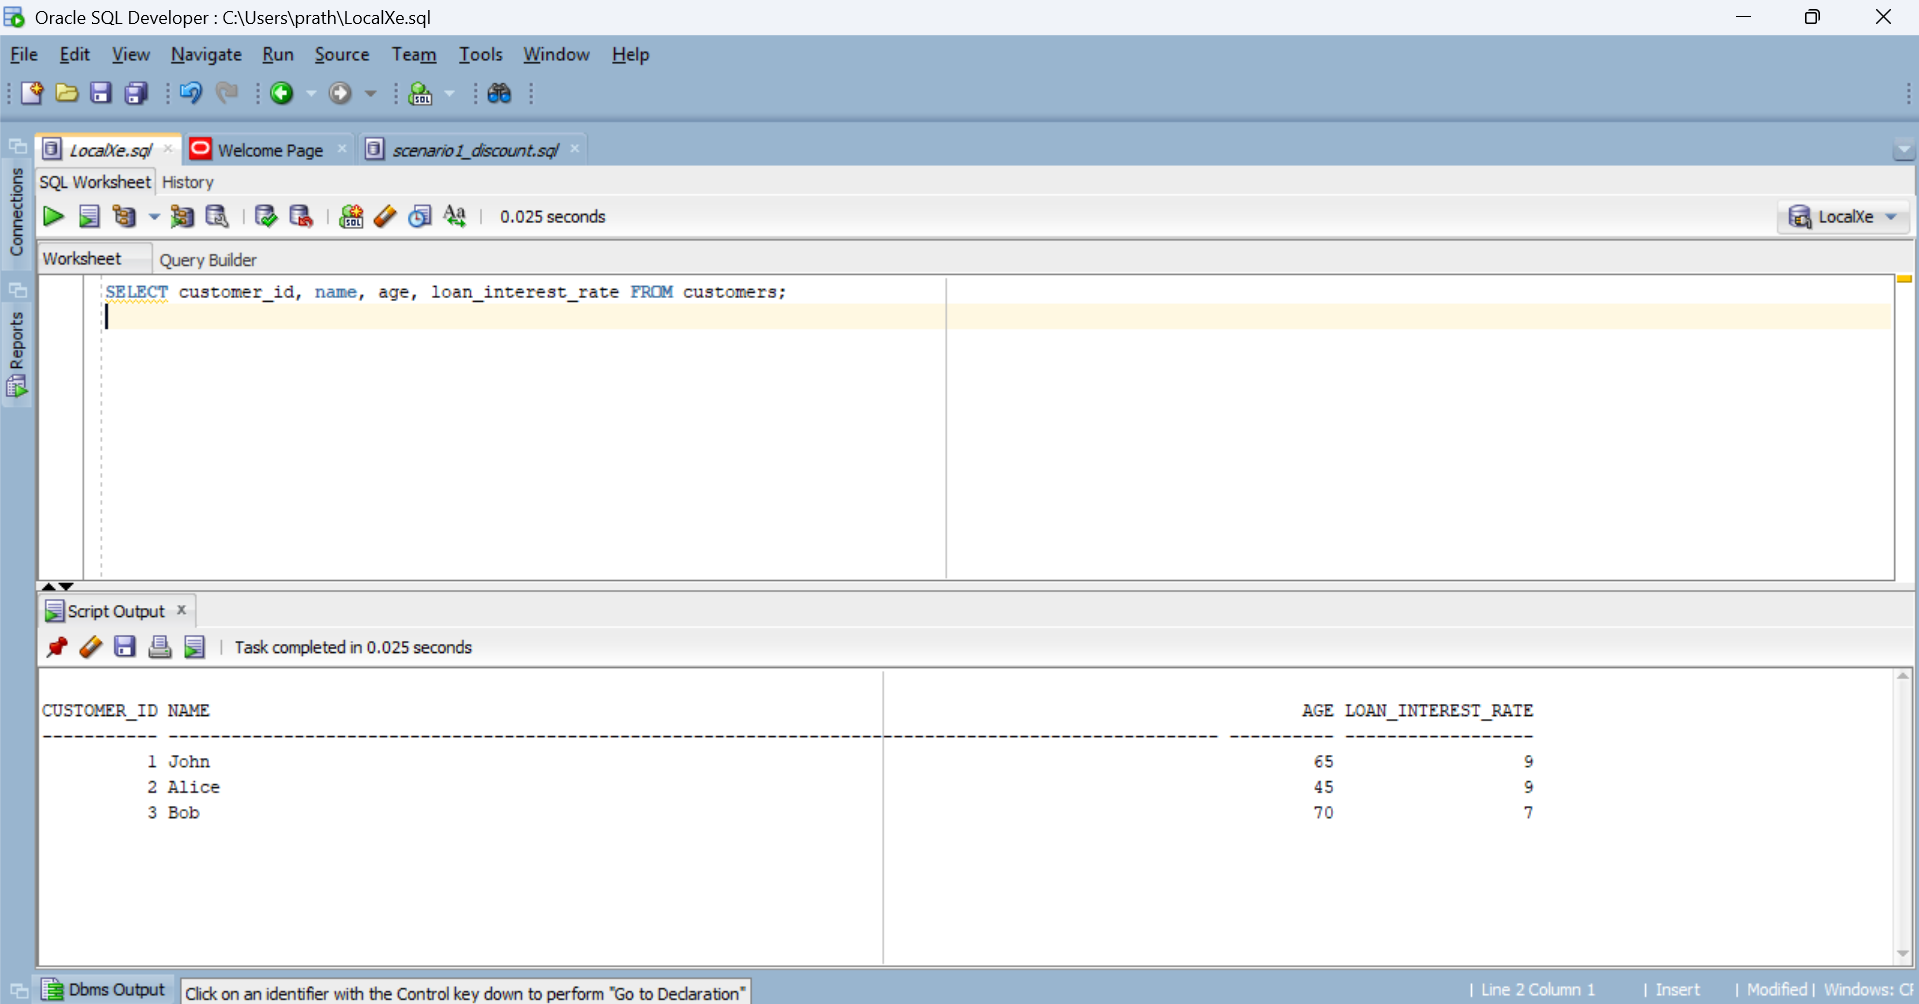 Oracle SQL Developer : C:\Users\prath\LocalXe.sql
File Edit View Navigate Run Source Team Tools Window Help
LocalXe.sql Welcome Page scenario1_discount.sql
SQL Worksheet History
0.025 seconds
LocalXe
Connections
Reports
Worksheet Query Builder
SELECT customer_id, name, age, loan_interest_rate FROM customers;
Script Output
Task completed in 0.025 seconds
CUSTOMER_ID NAME AGE LOAN_INTEREST_RATE
----------- ---------------------------------------------------------------------------------------------------- ---------- ------------------
1 John 65 9
2 Alice 45 9
3 Bob 70 7
Dbms Output
Click on an identifier with the Control key down to perform "Go to Declaration"
| Line 2 Column 1 | Insert | Modified | Windows: CF